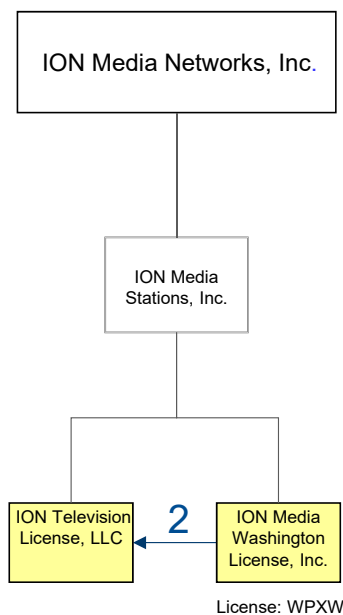 ION Media Networks, Inc.
ION Media
Stations, Inc.
ION Television
License, LLC
2
ION Media
Washington
License, Inc.
License: WPXW